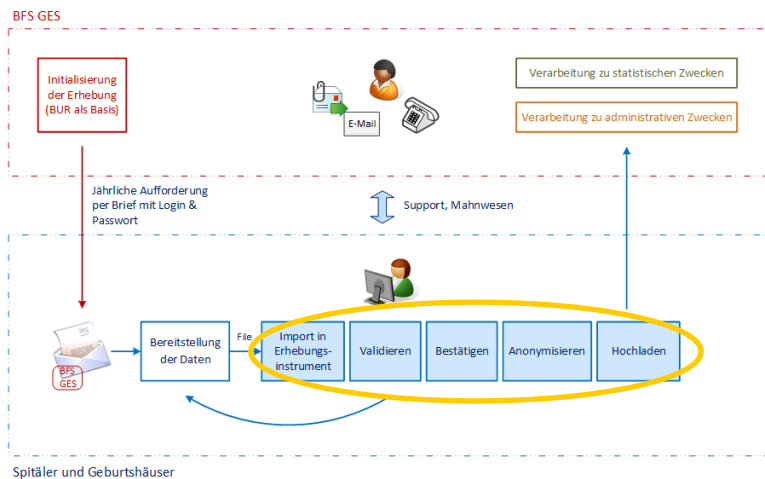 BFS GES
Initialisierung
der Erhebung
(BUR als Basis)
E-Mail
Verarbeitung zu statistischen Zwecken
Verarbeitung zu administrativen Zwecken
Jährliche Aufforderung
per Brief mit Login &
Passwort
Support, Mahnwesen
BFS
GES
Bereitstellung
der Daten
File
Import in
Erhebungs-
instrument
Validieren
Bestätigen
Anonymisieren
Hochladen
Spitäler und Geburtshäuser